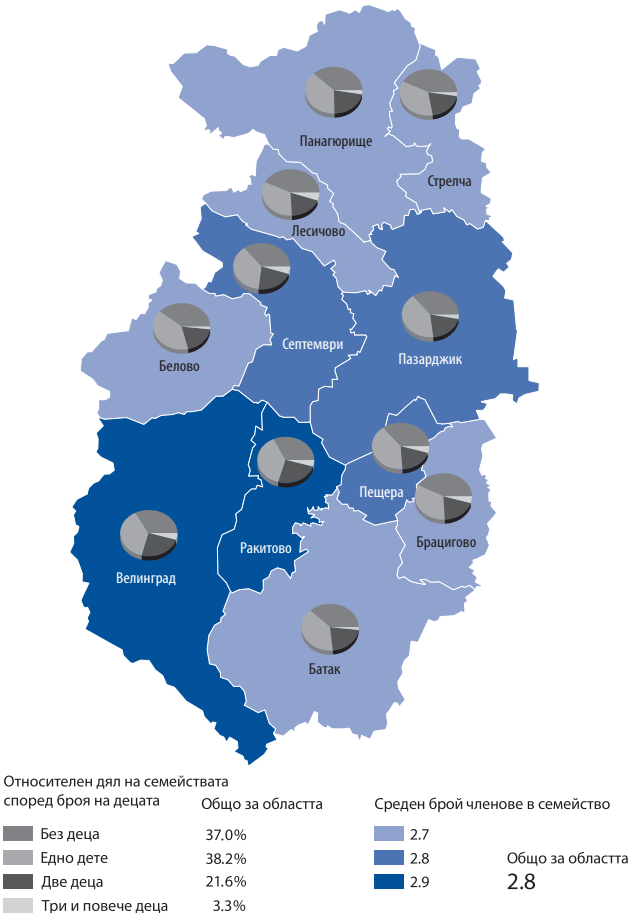 Панагюрище
Стрелча
Лесичово
Септември
Пазарджик
Белово
Пещера
Брацигово
Ракитово
Велинград
Батак
Относителен дял на семействата
според броя на децата
Общо за областта
Без деца 37.0%
Едно дете 38.2%
Две деца 21.6%
Три и повече деца 3.3%
Среден брой членове в семейство
2.7
2.8
2.9
Общо за областта
2.8